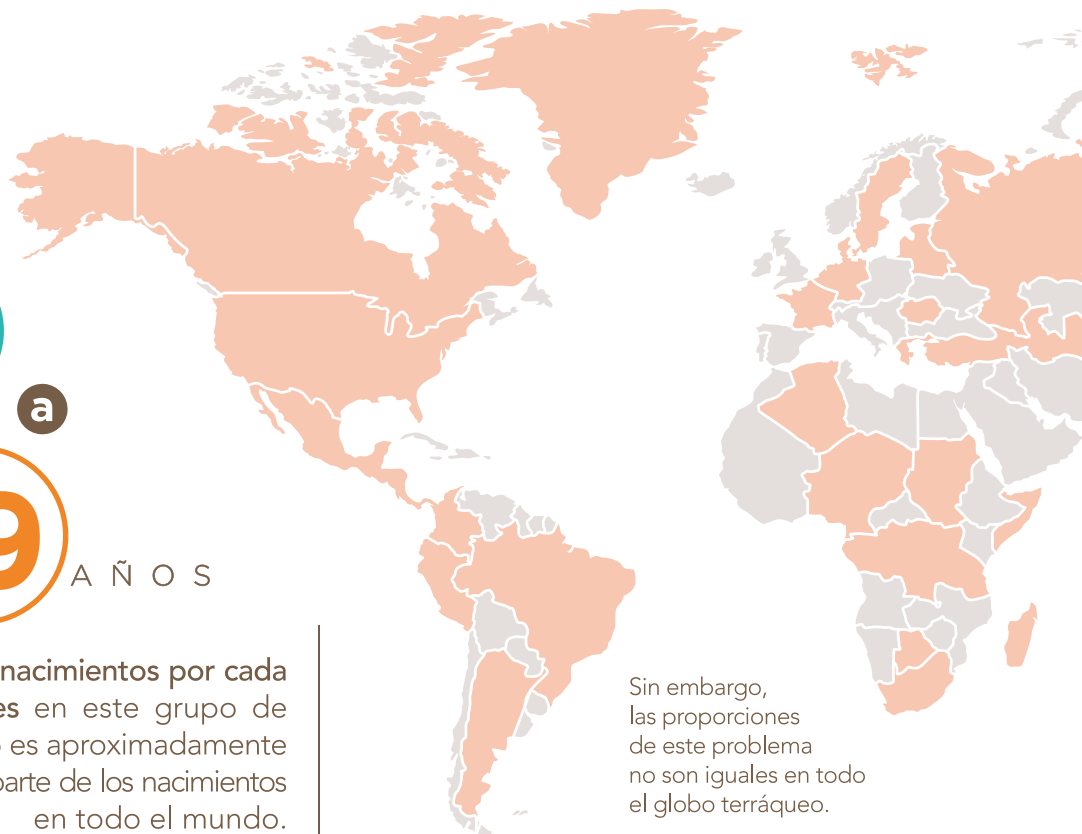 a
9
AÑOS
nacimientos por cada
en este grupo de
es aproximadamente
parte de los nacimientos
en todo el mundo.
Sin embargo,
las proporciones
de este problema
no son iguales en todo
el globo terráqueo.